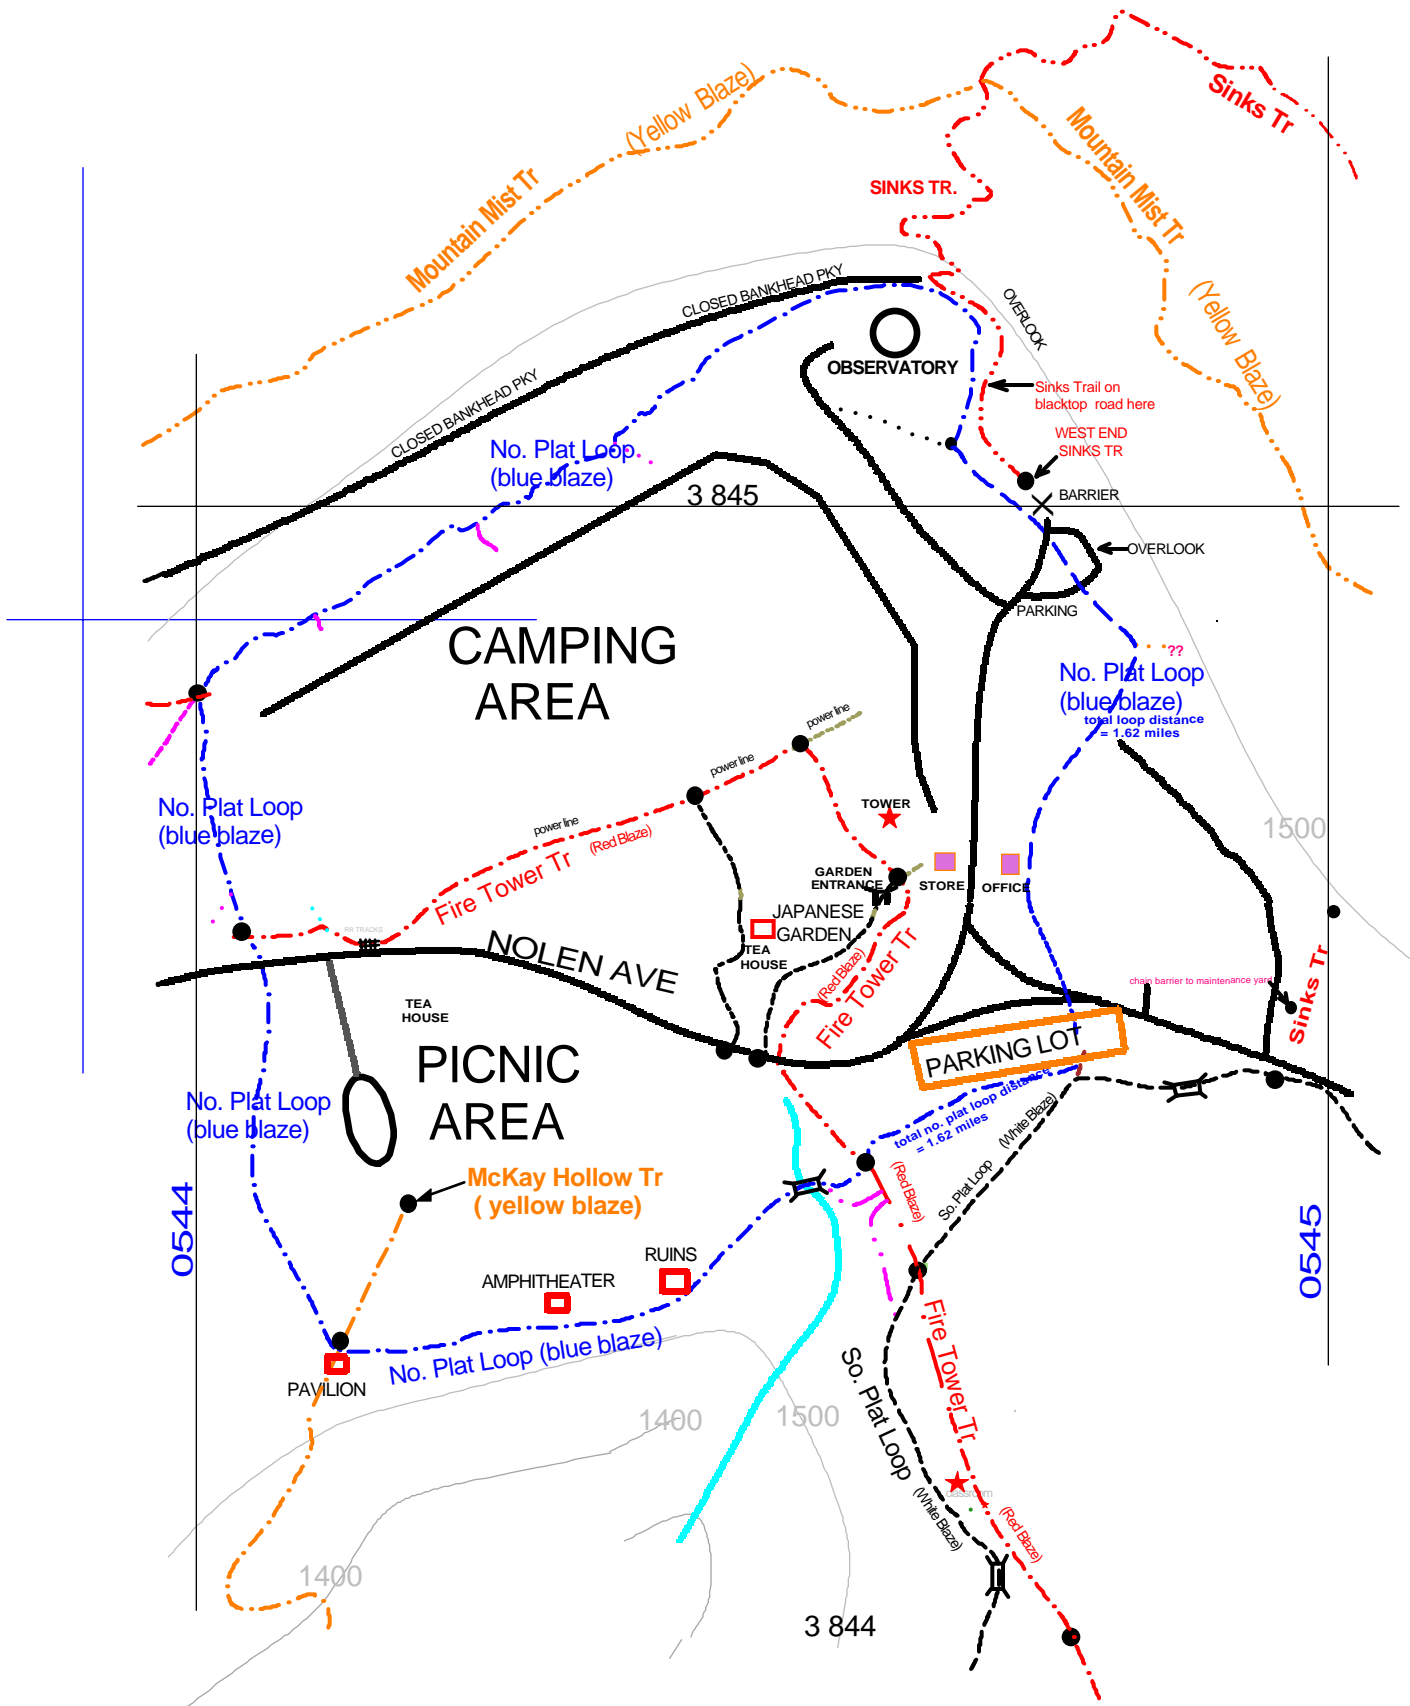 Sinks Tr
(Yellow Blaze)
Mountain Mist Tr
Mountain Mist Tr
SINKS TR.
(Yellow Blaze)
CLOSED BANKHEAD PKY
OVERLOOK
OBSERVATORY
CLOSED BANKHEAD PKY
Sinks Trail on
blacktop road here
WEST END
SINKS TR
No. Plat Loop
(blue blaze)
3 845
BARRIER
OVERLOOK
PARKING
CAMPING
AREA
??
No. Plat Loop
(blue blaze)
total loop distance
= 1.62 miles
power line
power line
No. Plat Loop
(blue blaze)
TOWER
power line
(Red Blaze)
Fire Tower Tr
1500
GARDEN
ENTRANCE
STORE
OFFICE
JAPANESE
GARDEN
TEA
HOUSE
RR TRACKS
NOLEN AVE
(Red Blaze)
Fire Tower Tr
chain barrier to maintenance yard
Sinks Tr
TEA
HOUSE
PICNIC
AREA
PARKING LOT
No. Plat Loop
(blue blaze)
total no. plat loop distance
= 1.62 miles
(White Blaze)
So. Plat Loop
(Red Blaze)
McKay Hollow Tr
( yellow blaze)
0544
0545
RUINS
AMPHITHEATER
Fire Tower Tr
No. Plat Loop (blue blaze)
PAVILION
So. Plat Loop
1400
1500
classroom
(White Blaze)
(Red Blaze)
1400
3 844